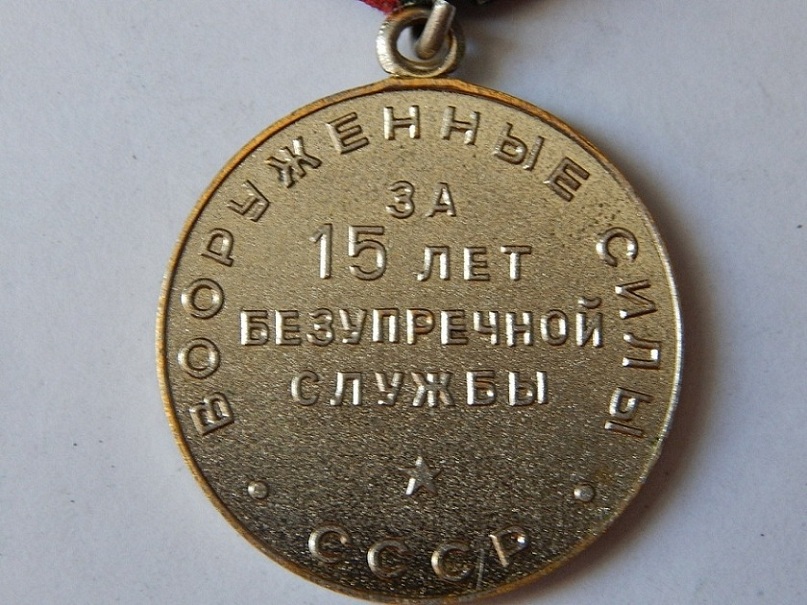 ВООРУЖЕННЫЕ СИЛЫ
ЗА
15 ЛЕТ
БЕЗУПРЕЧНОЙ
СЛУЖБЫ
СССР